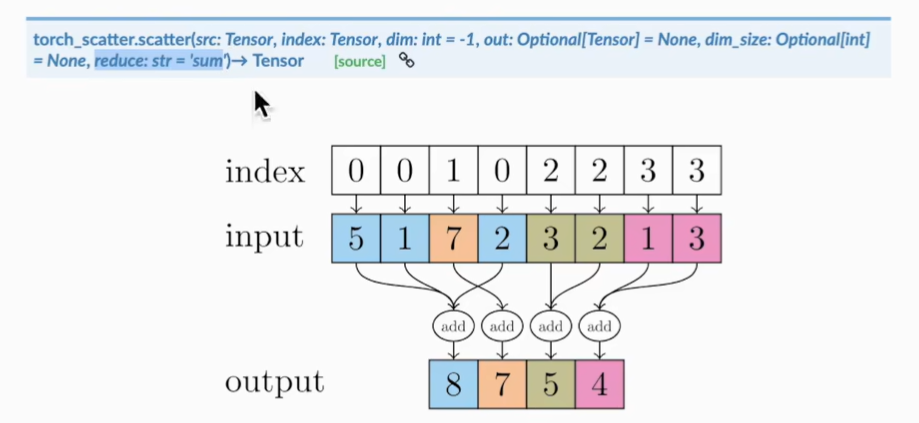 torch_scatter.scatter(src: Tensor, index: Tensor, dim: int = -1, out: Optional[Tensor] = None, dim_size: Optional[int]
= None, reduce: str = 'sum')→ Tensor [source]
index 0 0 1 0 2 2 3 3
input 5 1 7 2 3 2 1 3
add add add add
output 8 7 5 4